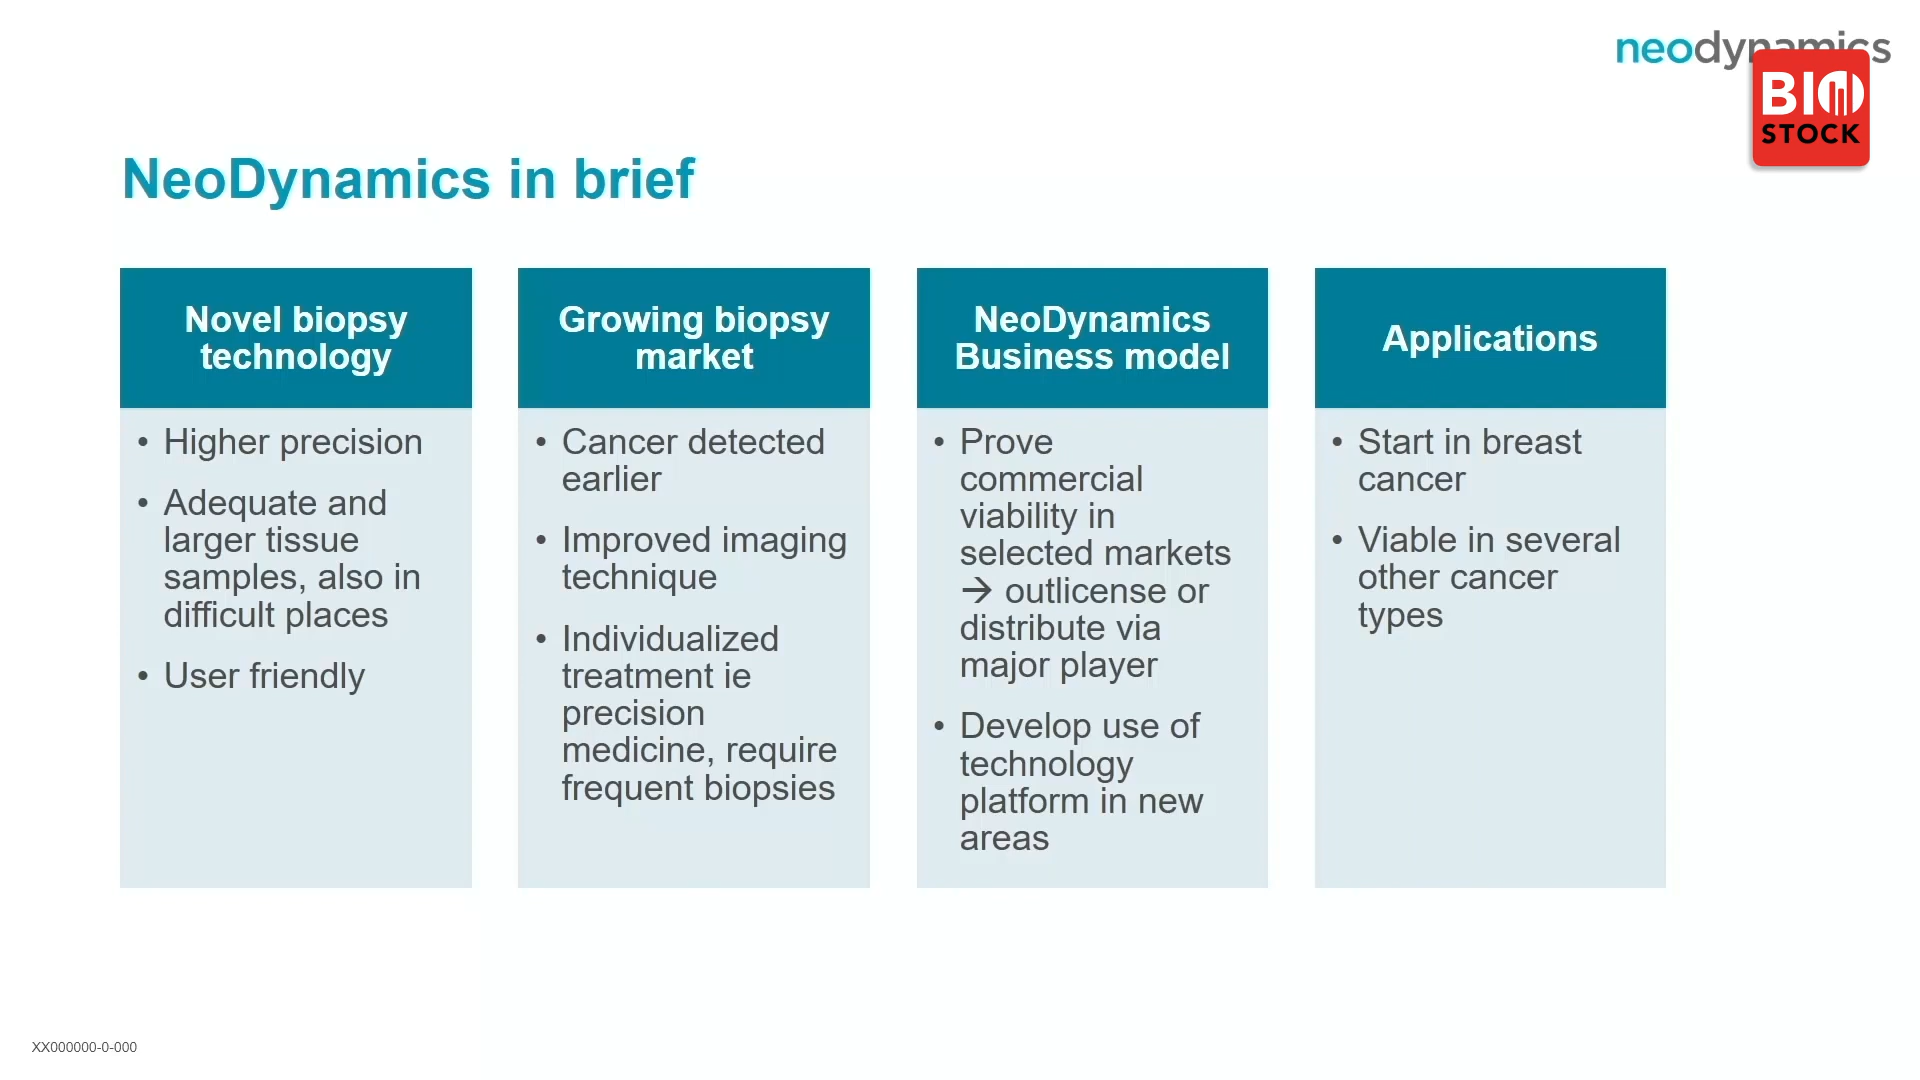 neodynamics
BIO
STOCK
NeoDynamics in brief
Novel biopsy
technology
• Higher precision
• Adequate and
larger tissue
samples, also in
difficult places
• User friendly
Growing biopsy
market
• Cancer detected
earlier
• Improved imaging
technique
• Individualized
treatment ie
precision
medicine, require
frequent biopsies
NeoDynamics
Business model
• Prove
commercial
viability in
selected markets
→ outlicense or
distribute via
major player
• Develop use of
technology
platform in new
areas
Applications
• Start in breast
cancer
• Viable in several
other cancer
types
XX000000-0-000